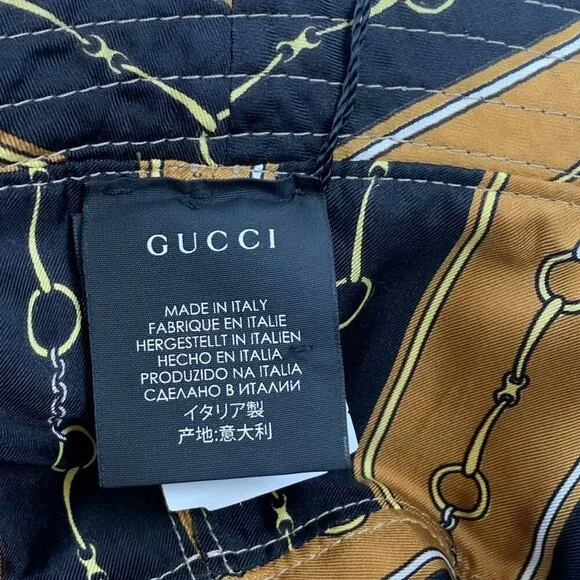 GUCCI
MADE IN ITALY
FABRIQUE EN ITALIE
HERGESTELLT IN ITALIEN
HECHO EN ITALIA
PRODUZIDO NA ITALIA
СДЕЛАНО В ИТАЛИИ
イタリア製
产地:意大利